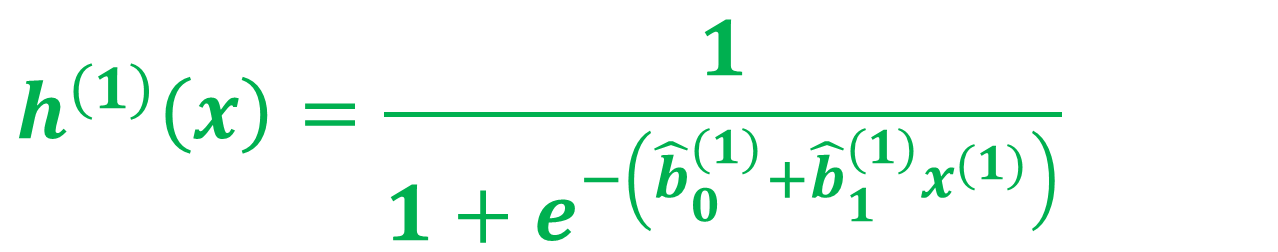 h^{(1)}(x) = \frac{1}{1 + e^{-\left(\hat{b}_0^{(1)} + \hat{b}_1^{(1)} x^{(1)}\right)}}